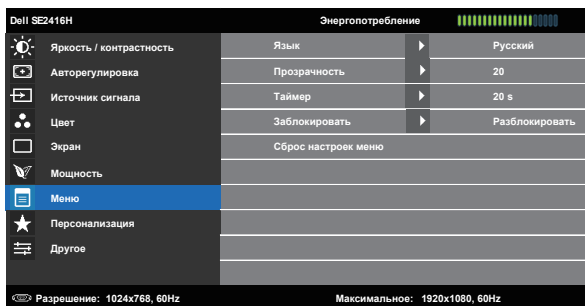 Dell SE2416H Энергопотребление
Яркость / контрастность Язык Русский
Авторегулировка Прозрачность 20
Источник сигнала Таймер 20 s
Цвет Заблокировать Разблокировать
Экран Сброс настроек меню
Мощность
Меню
Персонализация
Другое
Разрешение: 1024x768, 60Hz Максимальное: 1920x1080, 60Hz